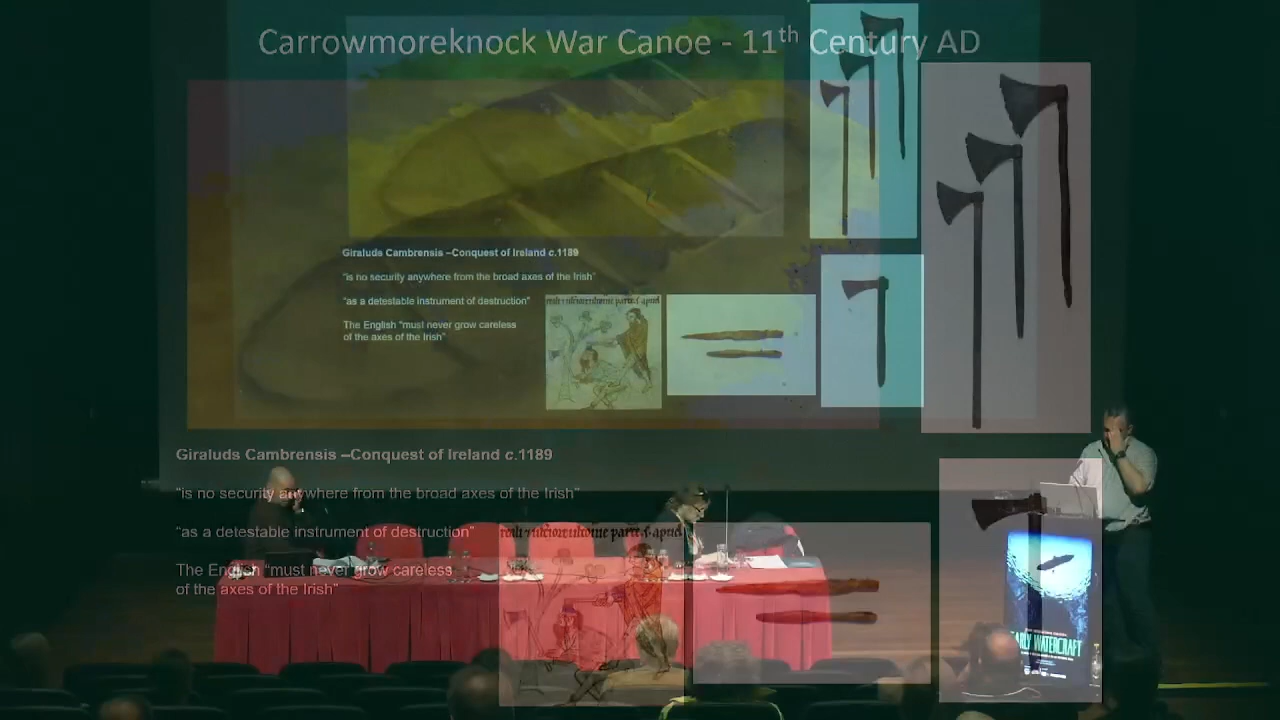 Carrowmoreknock War Canoe - 11th Century AD
Giraluds Cambrensis –Conquest of Ireland c.1189
"is no security anywhere from the broad axes of the Irish"
"as a detestable instrument of destruction"
The English "must never grow careless
of the axes of the Irish"
Giraluds Cambrensis –Conquest of Ireland c.1189
"is no security anywhere from the broad axes of the Irish"
"as a detestable instrument of destruction"
The English "must never grow careless
of the axes of the Irish"
EARLY WATERCRAFT